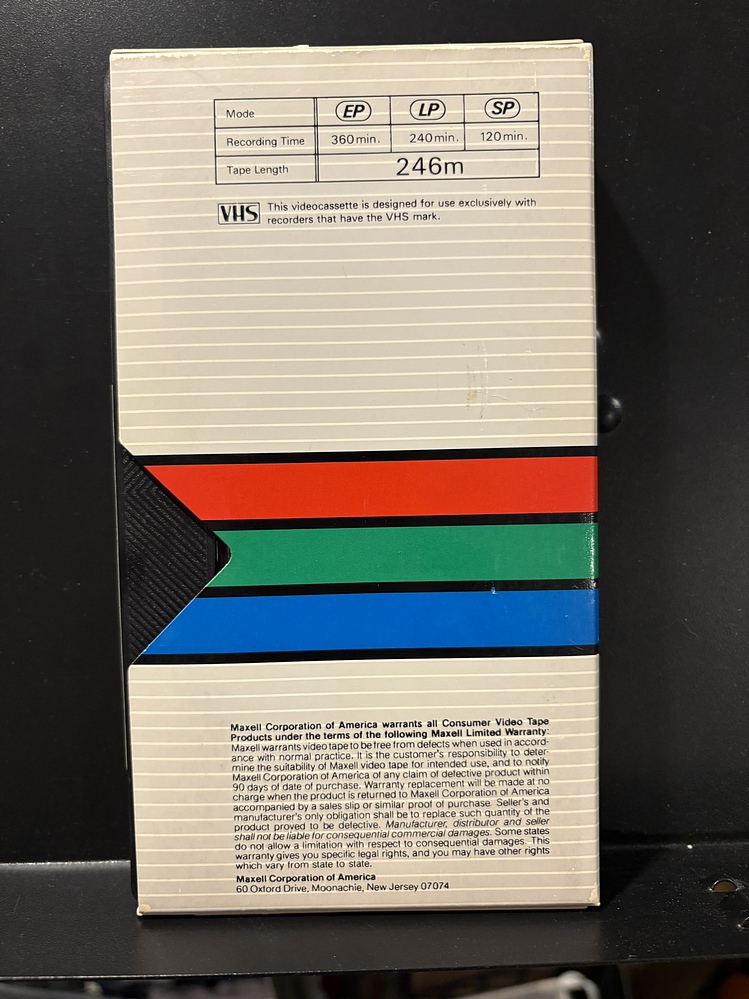 Mode EP LP SP
Recording Time 360min. 240min. 120min.
Tape Length 246m
VHS This videocassette is designed for use exclusively with
recorders that have the VHS mark.
Maxell Corporation of America warrants all Consumer Video Tape
Products under the terms of the following Maxell Limited Warranty:
Maxell warrants video tape to be free from defects when used in accord-
ance with normal practice. It is the customer's responsibility to deter-
mine the suitability of Maxell video tape for intended use, and to notify
Maxell Corporation of America of any claim of defective product within
90 days of date of purchase. Warranty replacement will be made at no
charge when the product is returned to Maxell Corporation of America
accompanied by a sales slip or similar proof of purchase. Seller's and
manufacturer's only obligation shall be to replace such quantity of the
product proved to be defective. Manufacturer, distributor and seller
shall not be liable for consequential commercial damages. Some states
do not allow a limitation with respect to consequential damages. This
warranty gives you specific legal rights, and you may have other rights
which vary from state to state.
Maxell Corporation of America
60 Oxford Drive, Moonachie, New Jersey 07074